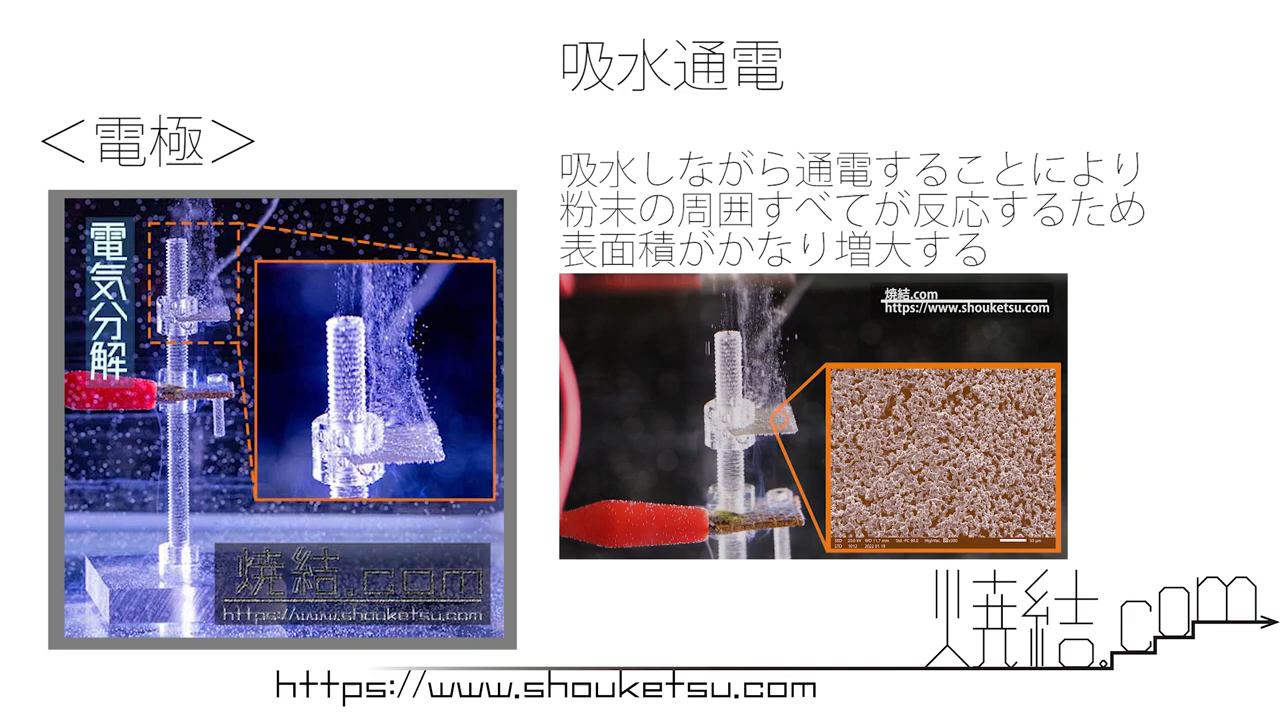 吸水通電
＜電極＞
吸水しながら通電することにより
粉末の周囲すべてが反応するため
表面積がかなり増大する
電気分解
焼結.com
https://www.shouketsu.com
焼結.com
https://www.shouketsu.com
焼結.com
https://www.shouketsu.com